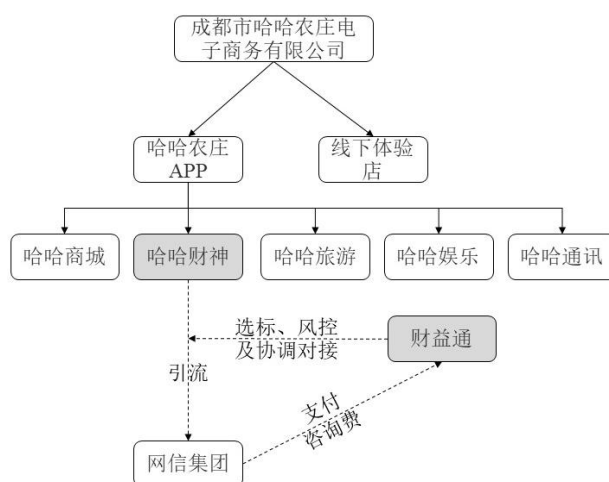 成都市哈哈农庄电
子商务有限公司
哈哈农庄
APP
线下体验
店
哈哈商城
哈哈财神
哈哈旅游
哈哈娱乐
哈哈通讯
选标、风控
及协调对接
财益通
引流
支付
咨询费
网信集团